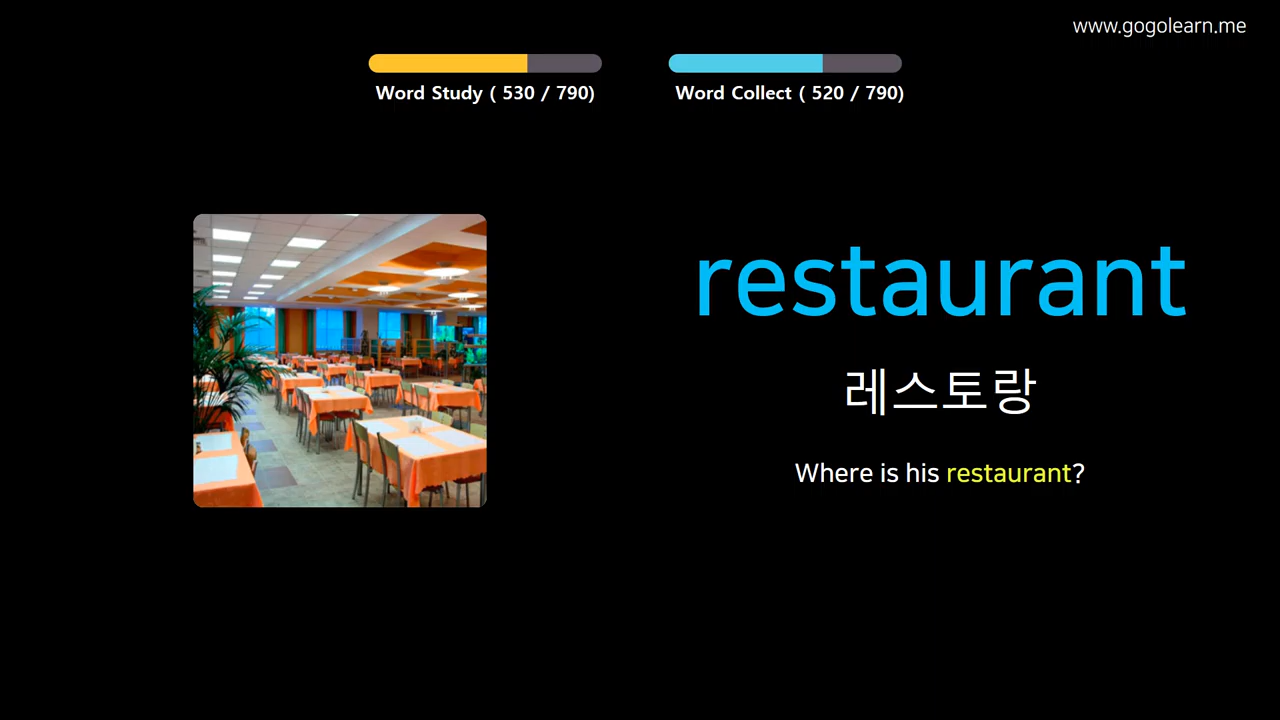 www.gogolearn.me
Word Study ( 530 / 790)
Word Collect ( 520 / 790)
restaurant
레스토랑
Where is his restaurant?